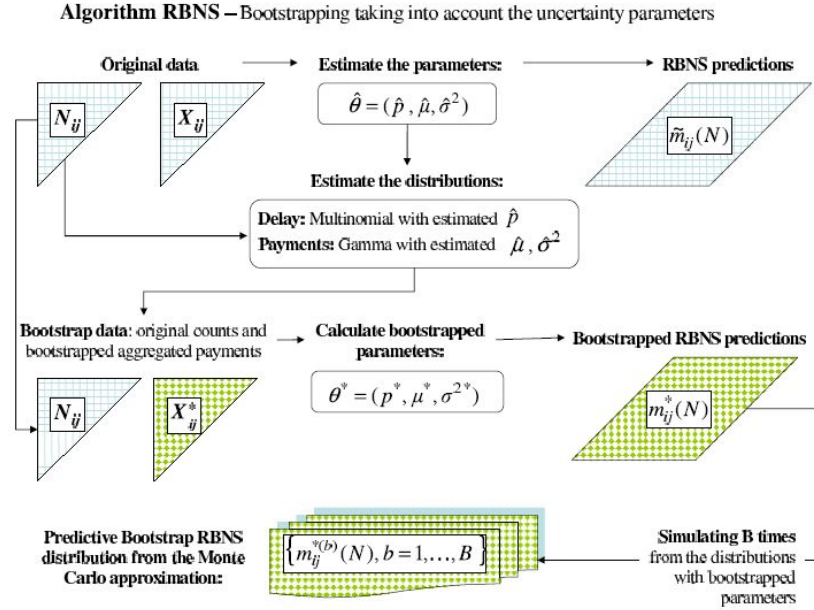 Algorithm RBNS – Bootstrapping taking into account the uncertainty parameters
Original data
Estimate the parameters:
RBNS predictions
N_ij
X_ij
θ̂ = (p̂, μ̂, σ̂²)
m̃_ij(N)
Estimate the distributions:
Delay: Multinomial with estimated p̂
Payments: Gamma with estimated μ̂, σ̂²
Bootstrap data: original counts and
bootstrapped aggregated payments
Calculate bootstrapped
parameters:
Bootstrapped RBNS predictions
N_ij
X*_ij
θ* = (p*, μ*, σ²*)
m*_ij(N)
Predictive Bootstrap RBNS
distribution from the Monte
Carlo approximation:
{m*(b)_ij(N), b = 1,…, B}
Simulating B times
from the distributions
with bootstrapped
parameters